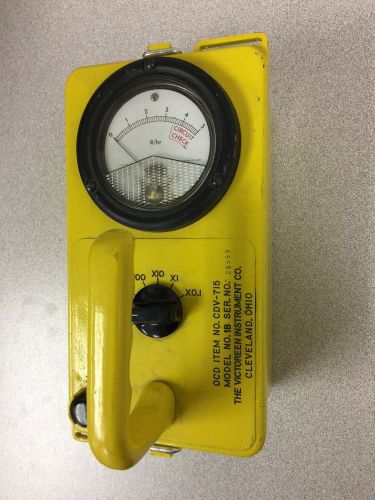 0 1 2 3 4 5
R/hr
CIRCUIT
CHECK
X10
X1
X0.1
OCD ITEM NO. CDV-715
MODEL NO. 1B SER. NO.
THE VICTOREEN INSTRUMENT CO.
CLEVELAND, OHIO